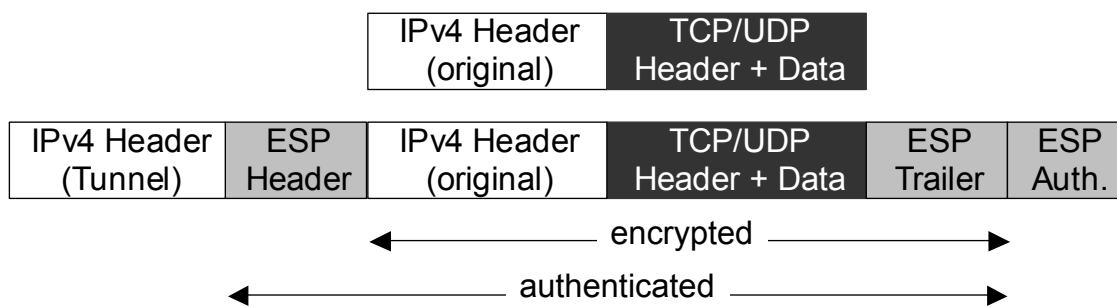 IPv4 Header (original)
TCP/UDP Header + Data
IPv4 Header (Tunnel)
ESP Header
IPv4 Header (original)
TCP/UDP Header + Data
ESP Trailer
ESP Auth.
encrypted
authenticated